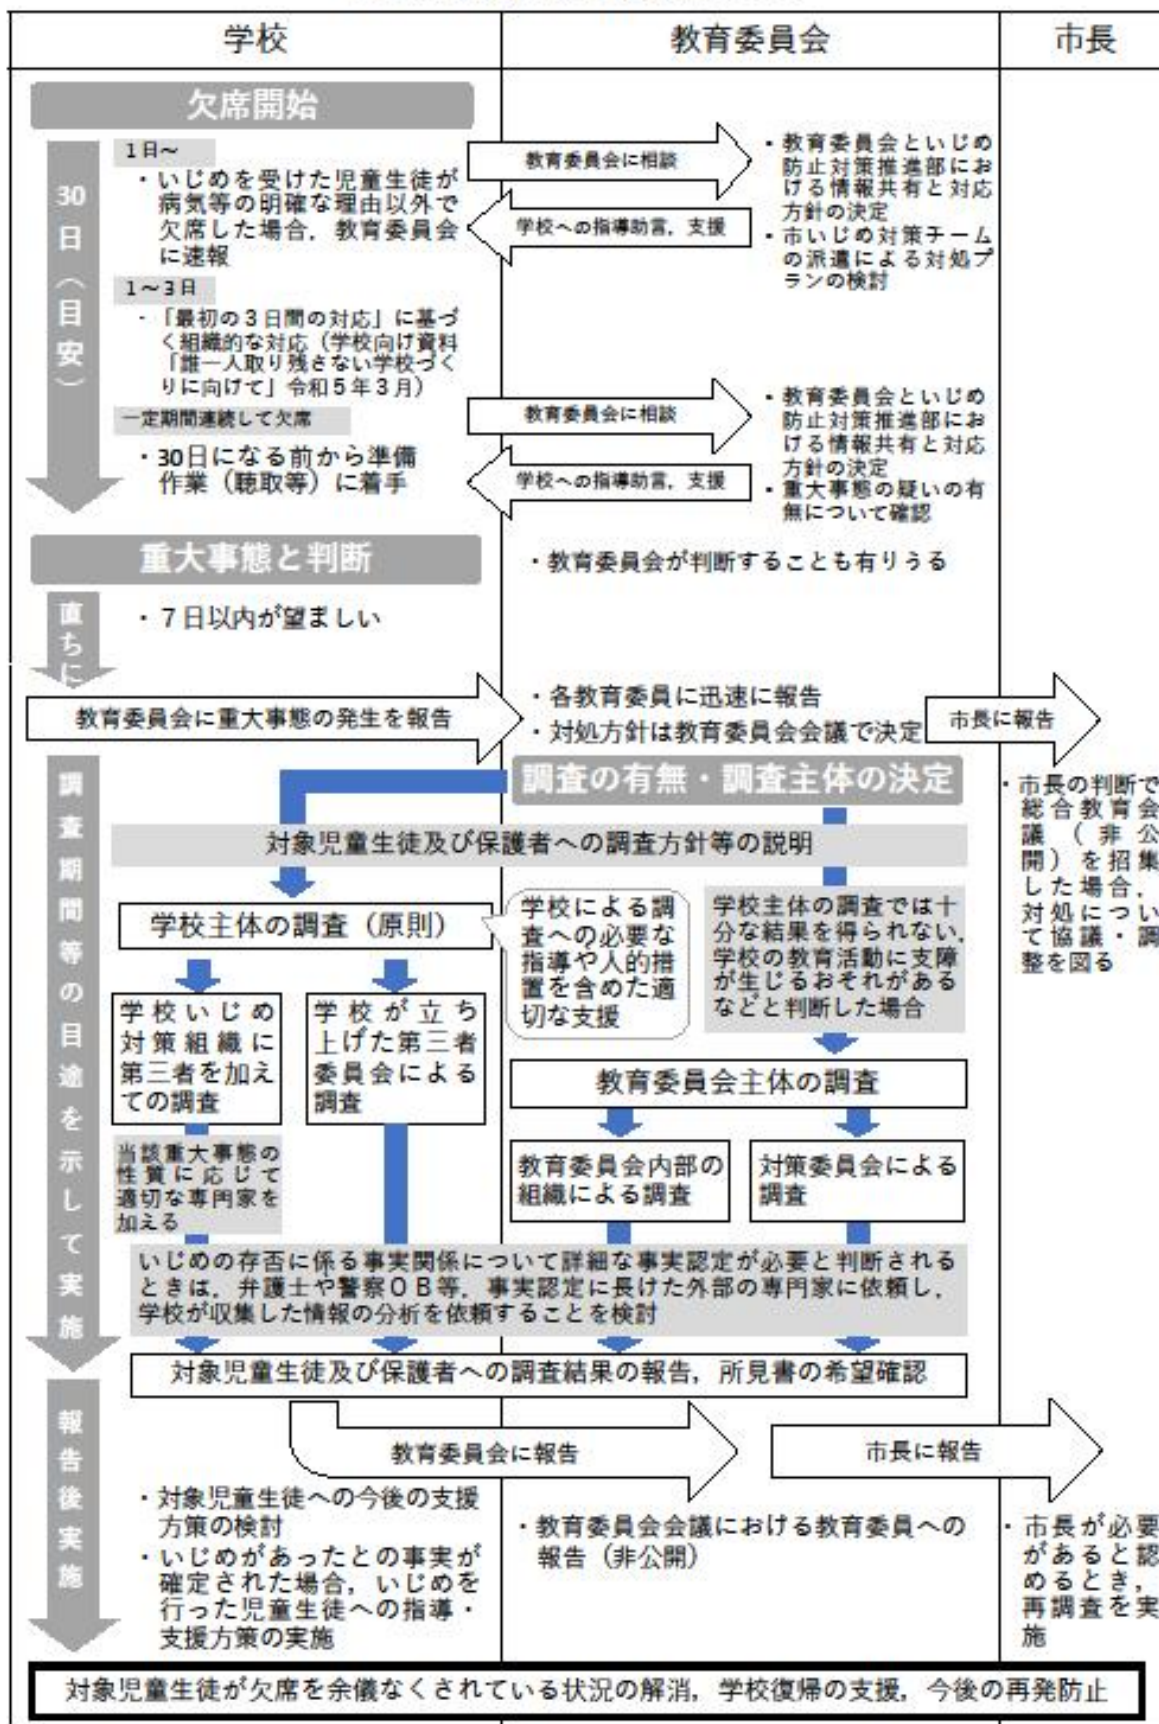 学校
教育委員会
市長
欠席開始
30日（目安）
1日～
・いじめを受けた児童生徒が
病気等の明確な理由以外で
欠席した場合，教育委員会
に速報
教育委員会に相談
学校への指導助言，支援
・教育委員会といじめ
防止対策推進部にお
ける情報共有と対応
方針の決定
・市いじめ対策チーム
の派遣による対処プ
ランの検討
1～3日
・「最初の3日間の対応」に基づ
く組織的な対応（学校向け資料
「誰一人取り残さない学校づく
りに向けて」令和5年3月）
一定期間連続して欠席
・30日になる前から準備
作業（聴取等）に着手
教育委員会に相談
学校への指導助言，支援
・教育委員会といじめ
防止対策推進部にお
ける情報共有と対応
方針の決定
・重大事態の疑いの有
無について確認
重大事態と判断
・教育委員会が判断することも有りうる
直ちに
・7日以内が望ましい
教育委員会に重大事態の発生を報告
・各教育委員に迅速に報告
・対処方針は教育委員会会議で決定
市長に報告
調査期間等の目途を示して実施
調査の有無・調査主体の決定
・市長の判断で
総合教育会
議（非公
開）を招集
した場合，
対処につい
て協議・調
整を図る
対象児童生徒及び保護者への調査方針等の説明
学校主体の調査（原則）
学校による調
査への必要な
指導や人的措
置を含めた適
切な支援
学校主体の調査では十
分な結果を得られない，
学校の教育活動に支障
が生じるおそれがある
などと判断した場合
学校いじめ
対策組織に
第三者を加え
ての調査
学校が立ち
上げた第三者
委員会による
調査
教育委員会主体の調査
当該重大事態の
性質に応じて
適切な専門家を
加える
教育委員会内部の
組織による調査
対策委員会による
調査
いじめの存否に係る事実関係について詳細な事実認定が必要と判断される
ときは，弁護士や警察OB等，事実認定に長けた外部の専門家に依頼し，
学校が収集した情報の分析を依頼することを検討
対象児童生徒及び保護者への調査結果の報告，所見書の希望確認
報告後実施
教育委員会に報告
市長に報告
・対象児童生徒への今後の支援
方策の検討
・いじめがあったとの事実が
確定された場合，いじめを
行った児童生徒への指導・
支援方策の実施
・教育委員会会議における教育委員への
報告（非公開）
・市長が必要
があると認
めるとき，
再調査を実
施
対象児童生徒が欠席を余儀なくされている状況の解消，学校復帰の支援，今後の再発防止